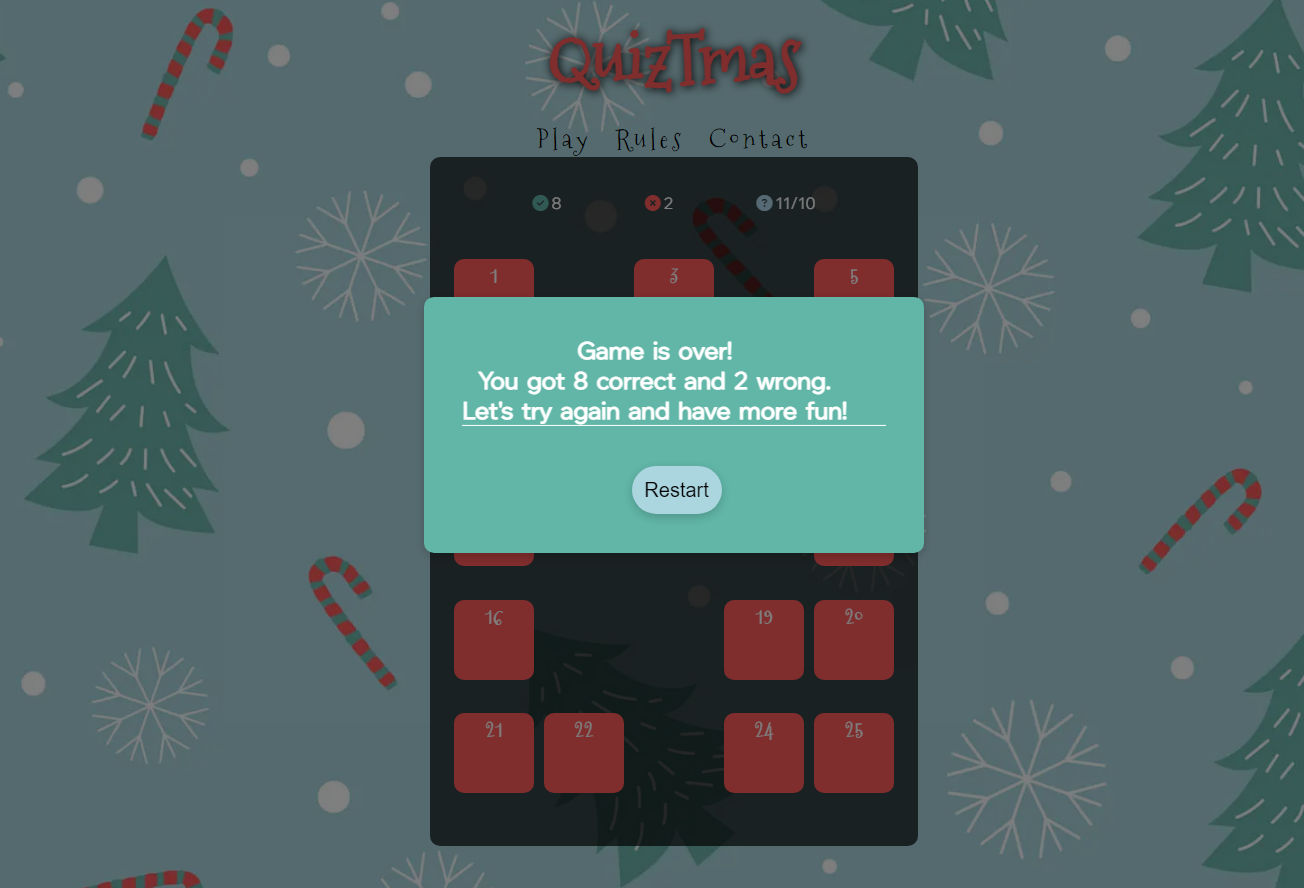 QuizTmas
Play Rules Contact
8 2 11/10
1 3 5
Game is over!
You got 8 correct and 2 wrong.
Let's try again and have more fun!
Restart
16 19 20
21 22 24 25